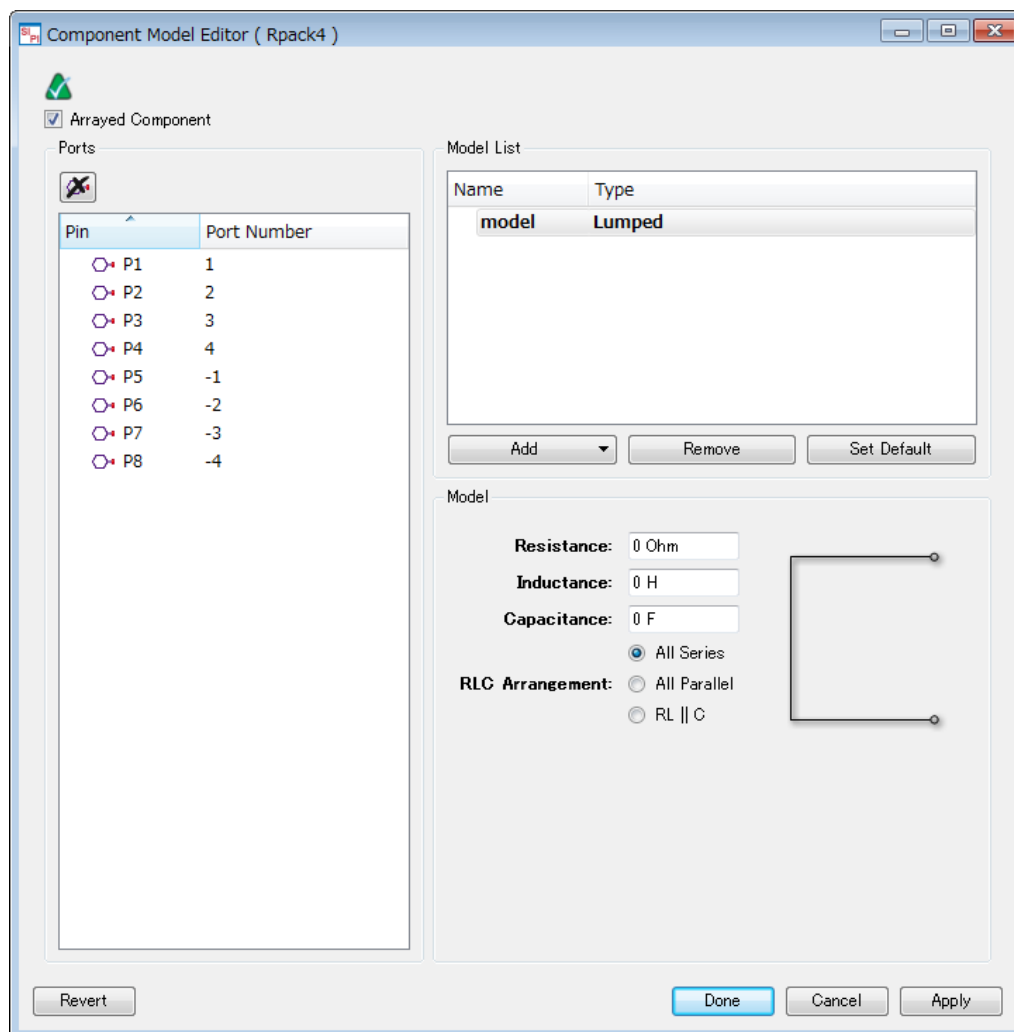 SI PI Component Model Editor ( Rpack4 )
Arrayed Component
Ports
Pin Port Number
P1 1
P2 2
P3 3
P4 4
P5 -1
P6 -2
P7 -3
P8 -4
Model List
Name Type
model Lumped
Add Remove Set Default
Model
Resistance: 0 Ohm
Inductance: 0 H
Capacitance: 0 F
All Series
RLC Arrangement: All Parallel
RL || C
Revert Done Cancel Apply